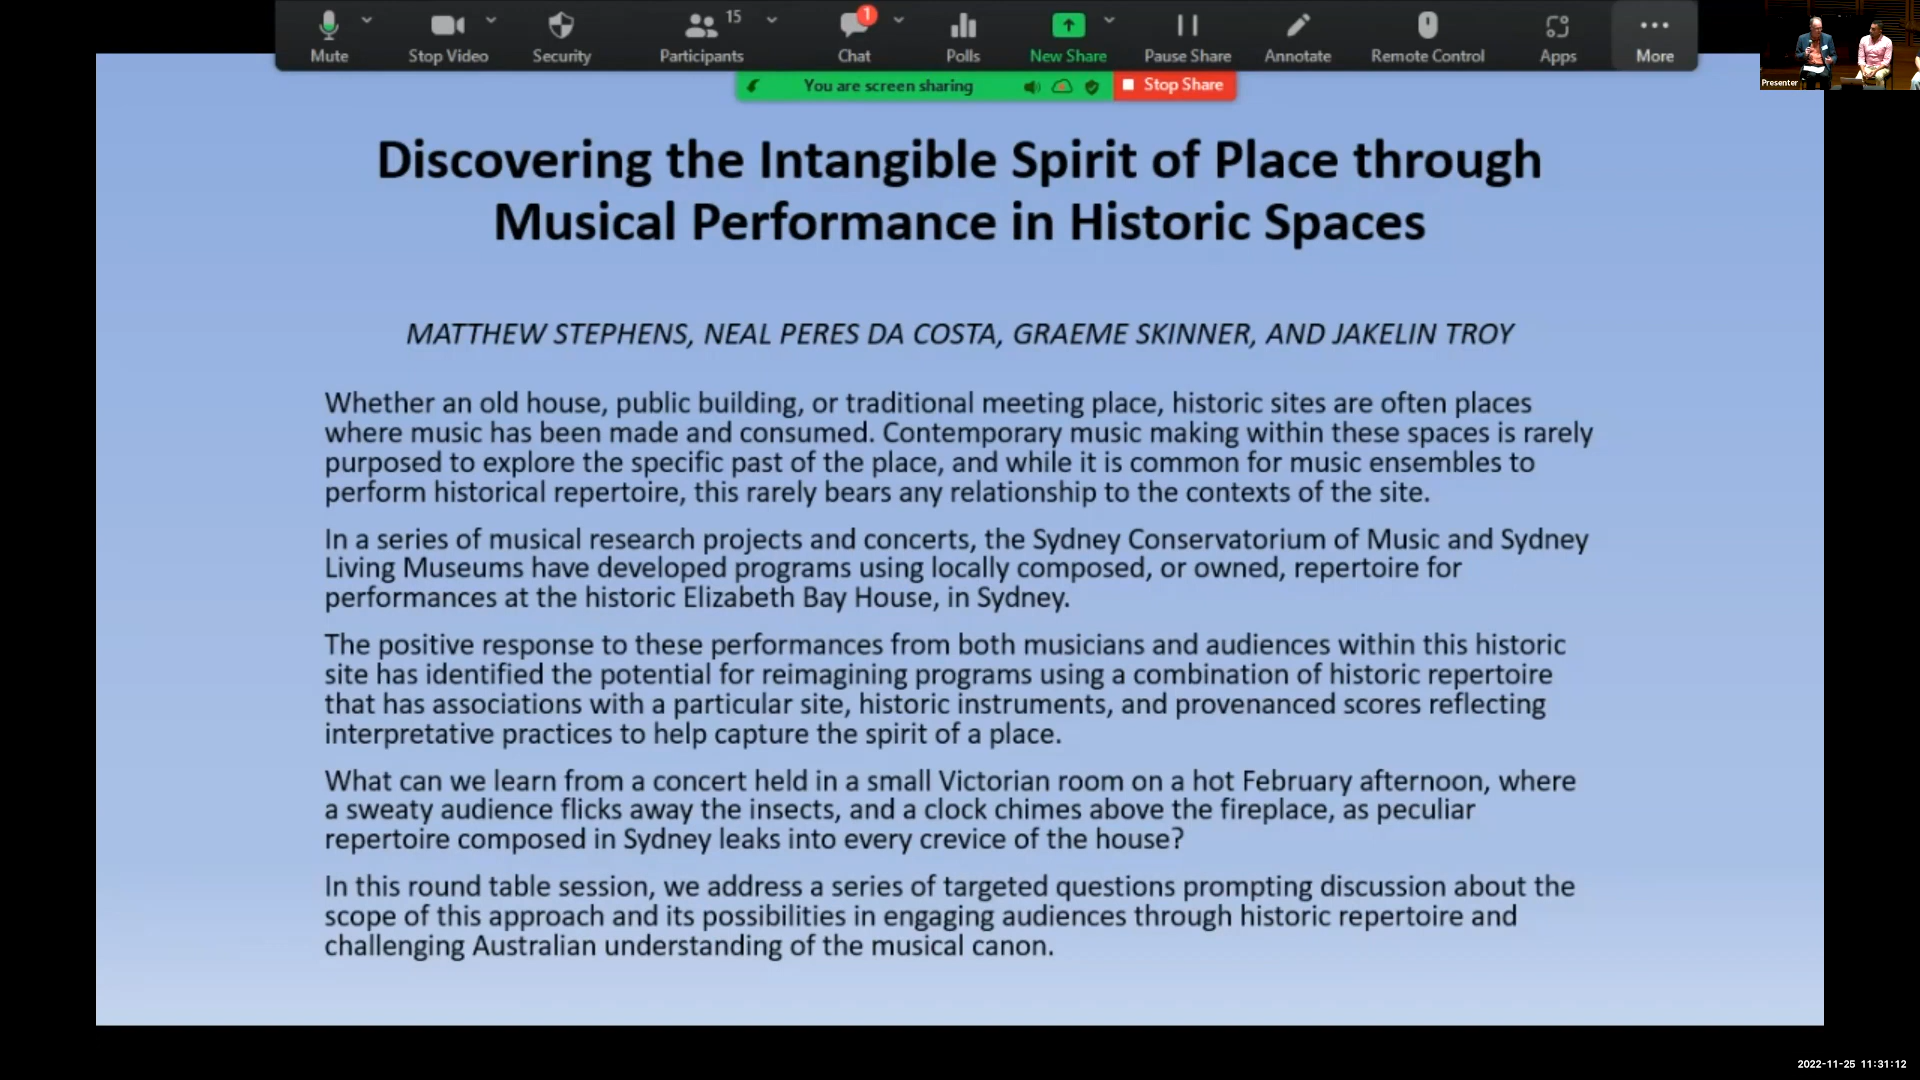 Mute
Stop Video
Security
Participants
15
Chat
1
Polls
New Share
Pause Share
Annotate
Remote Control
Apps
More
You are screen sharing
Stop Share
Presenter
Discovering the Intangible Spirit of Place through
Musical Performance in Historic Spaces
MATTHEW STEPHENS, NEAL PERES DA COSTA, GRAEME SKINNER, AND JAKELIN TROY
Whether an old house, public building, or traditional meeting place, historic sites are often places
where music has been made and consumed. Contemporary music making within these spaces is rarely
purposed to explore the specific past of the place, and while it is common for music ensembles to
perform historical repertoire, this rarely bears any relationship to the contexts of the site.
In a series of musical research projects and concerts, the Sydney Conservatorium of Music and Sydney
Living Museums have developed programs using locally composed, or owned, repertoire for
performances at the historic Elizabeth Bay House, in Sydney.
The positive response to these performances from both musicians and audiences within this historic
site has identified the potential for reimagining programs using a combination of historic repertoire
that has associations with a particular site, historic instruments, and provenanced scores reflecting
interpretative practices to help capture the spirit of a place.
What can we learn from a concert held in a small Victorian room on a hot February afternoon, where
a sweaty audience flicks away the insects, and a clock chimes above the fireplace, as peculiar
repertoire composed in Sydney leaks into every crevice of the house?
In this round table session, we address a series of targeted questions prompting discussion about the
scope of this approach and its possibilities in engaging audiences through historic repertoire and
challenging Australian understanding of the musical canon.
2022-11-25 11:31:12